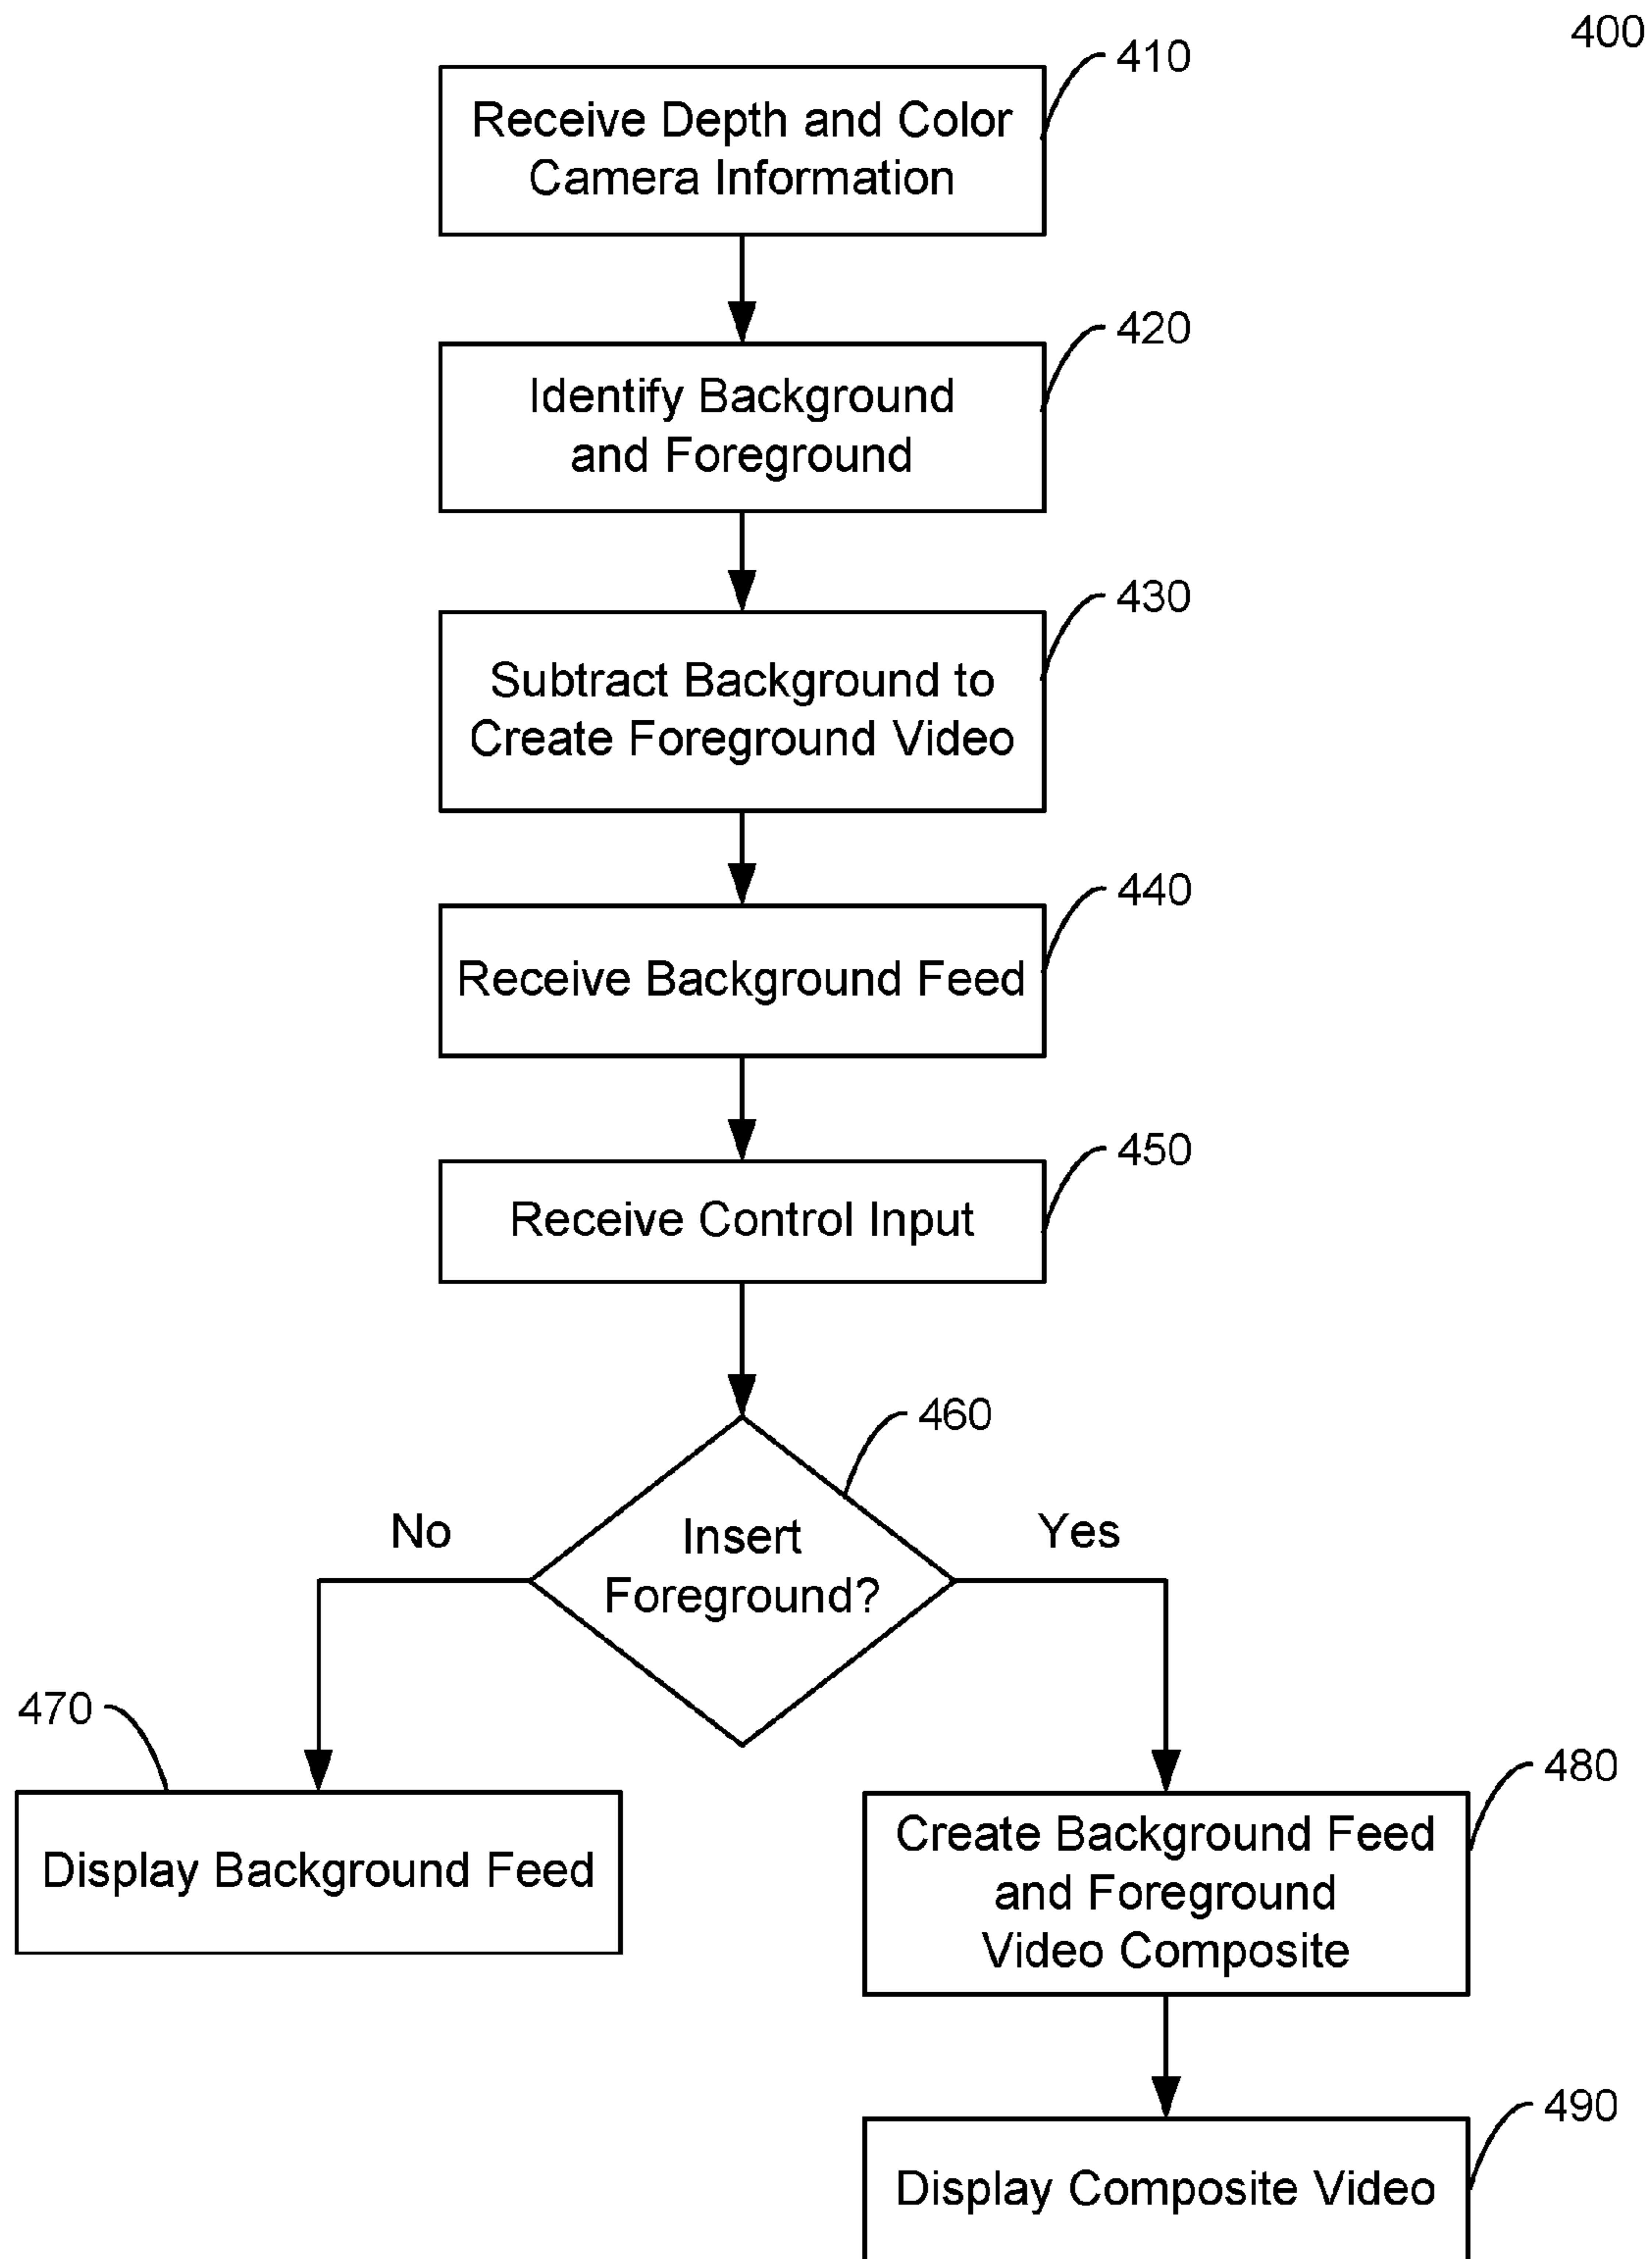 400
410
Receive Depth and Color
Camera Information
420
Identify Background
and Foreground
430
Subtract Background to
Create Foreground Video
440
Receive Background Feed
450
Receive Control Input
460
Insert
Foreground?
No
Yes
470
Display Background Feed
480
Create Background Feed
and Foreground
Video Composite
490
Display Composite Video